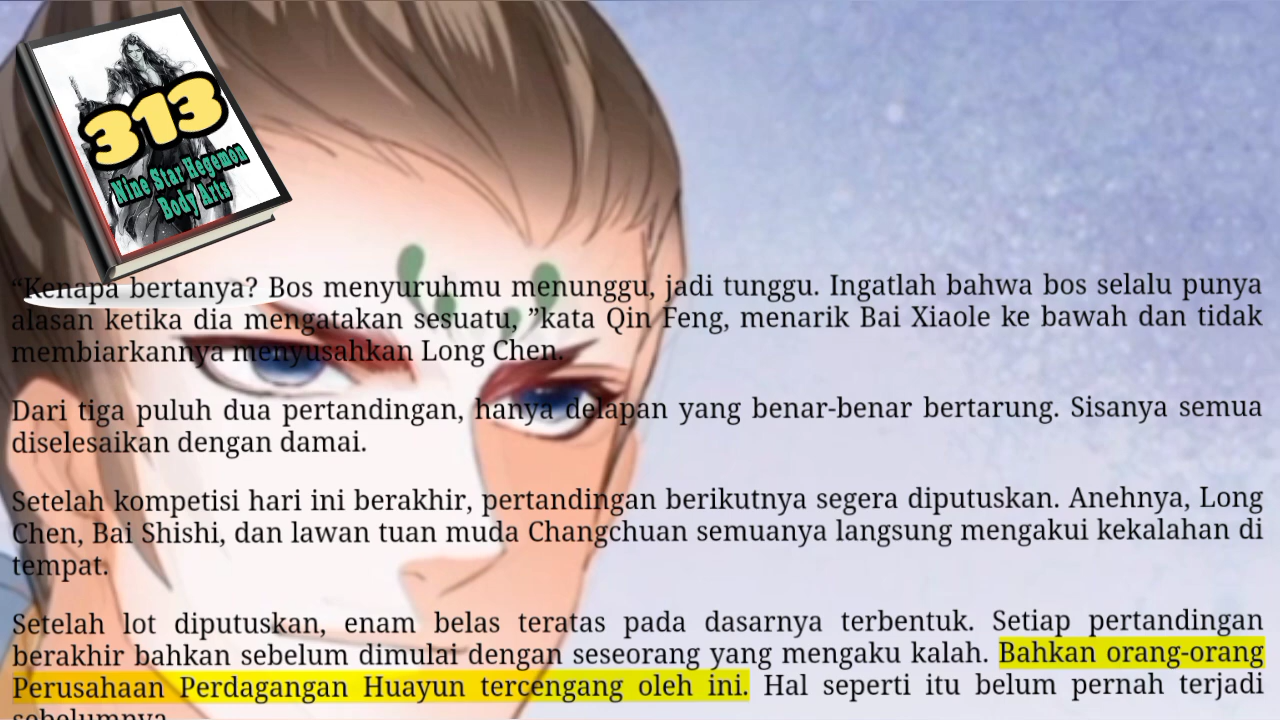 313
Nine Star Hegemon
Body Arts
“Kenapa bertanya? Bos menyuruhmu menunggu, jadi tunggu. Ingatlah bahwa bos selalu punya
alasan ketika dia mengatakan sesuatu, ”kata Qin Feng, menarik Bai Xiaole ke bawah dan tidak
membiarkannya menyusahkan Long Chen.
Dari tiga puluh dua pertandingan, hanya delapan yang benar-benar bertarung. Sisanya semua
diselesaikan dengan damai.
Setelah kompetisi hari ini berakhir, pertandingan berikutnya segera diputuskan. Anehnya, Long
Chen, Bai Shishi, dan lawan tuan muda Changchuan semuanya langsung mengakui kekalahan di
tempat.
Setelah lot diputuskan, enam belas teratas pada dasarnya terbentuk. Setiap pertandingan
berakhir bahkan sebelum dimulai dengan seseorang yang mengaku kalah. Bahkan orang-orang
Perusahaan Perdagangan Huayun tercengang oleh ini. Hal seperti itu belum pernah terjadi
sebelumnya.